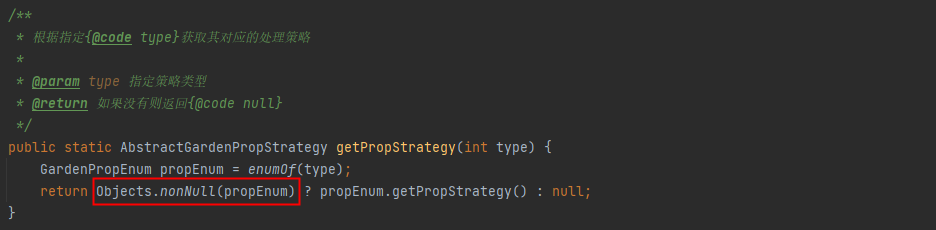 /**
 * 根据指定{@code type}获取其对应的处理策略
 *
 * @param type 指定策略类型
 * @return 如果没有则返回{@code null}
 */
public static AbstractGardenPropStrategy getPropStrategy(int type) {
    GardenPropEnum propEnum = enumOf(type);
    return Objects.nonNull(propEnum) ? propEnum.getPropStrategy() : null;
}